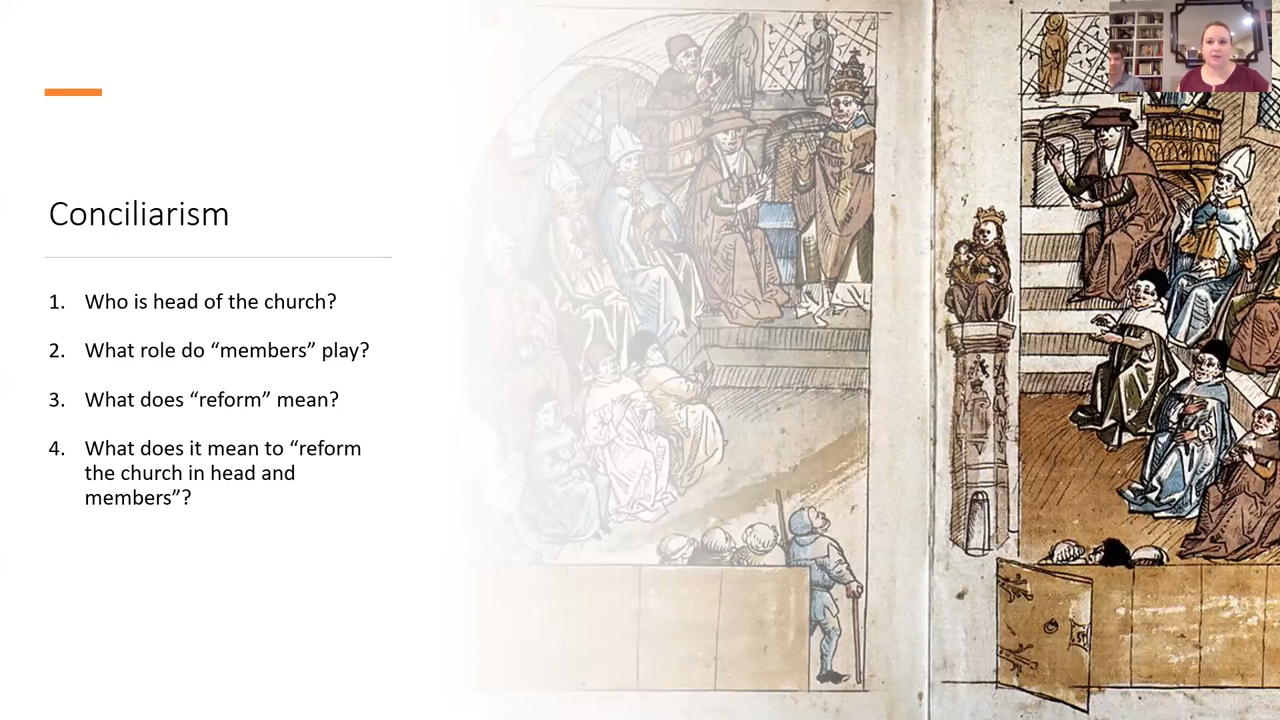 Conciliarism
1. Who is head of the church?
2. What role do “members” play?
3. What does “reform” mean?
4. What does it mean to “reform
the church in head and
members”?